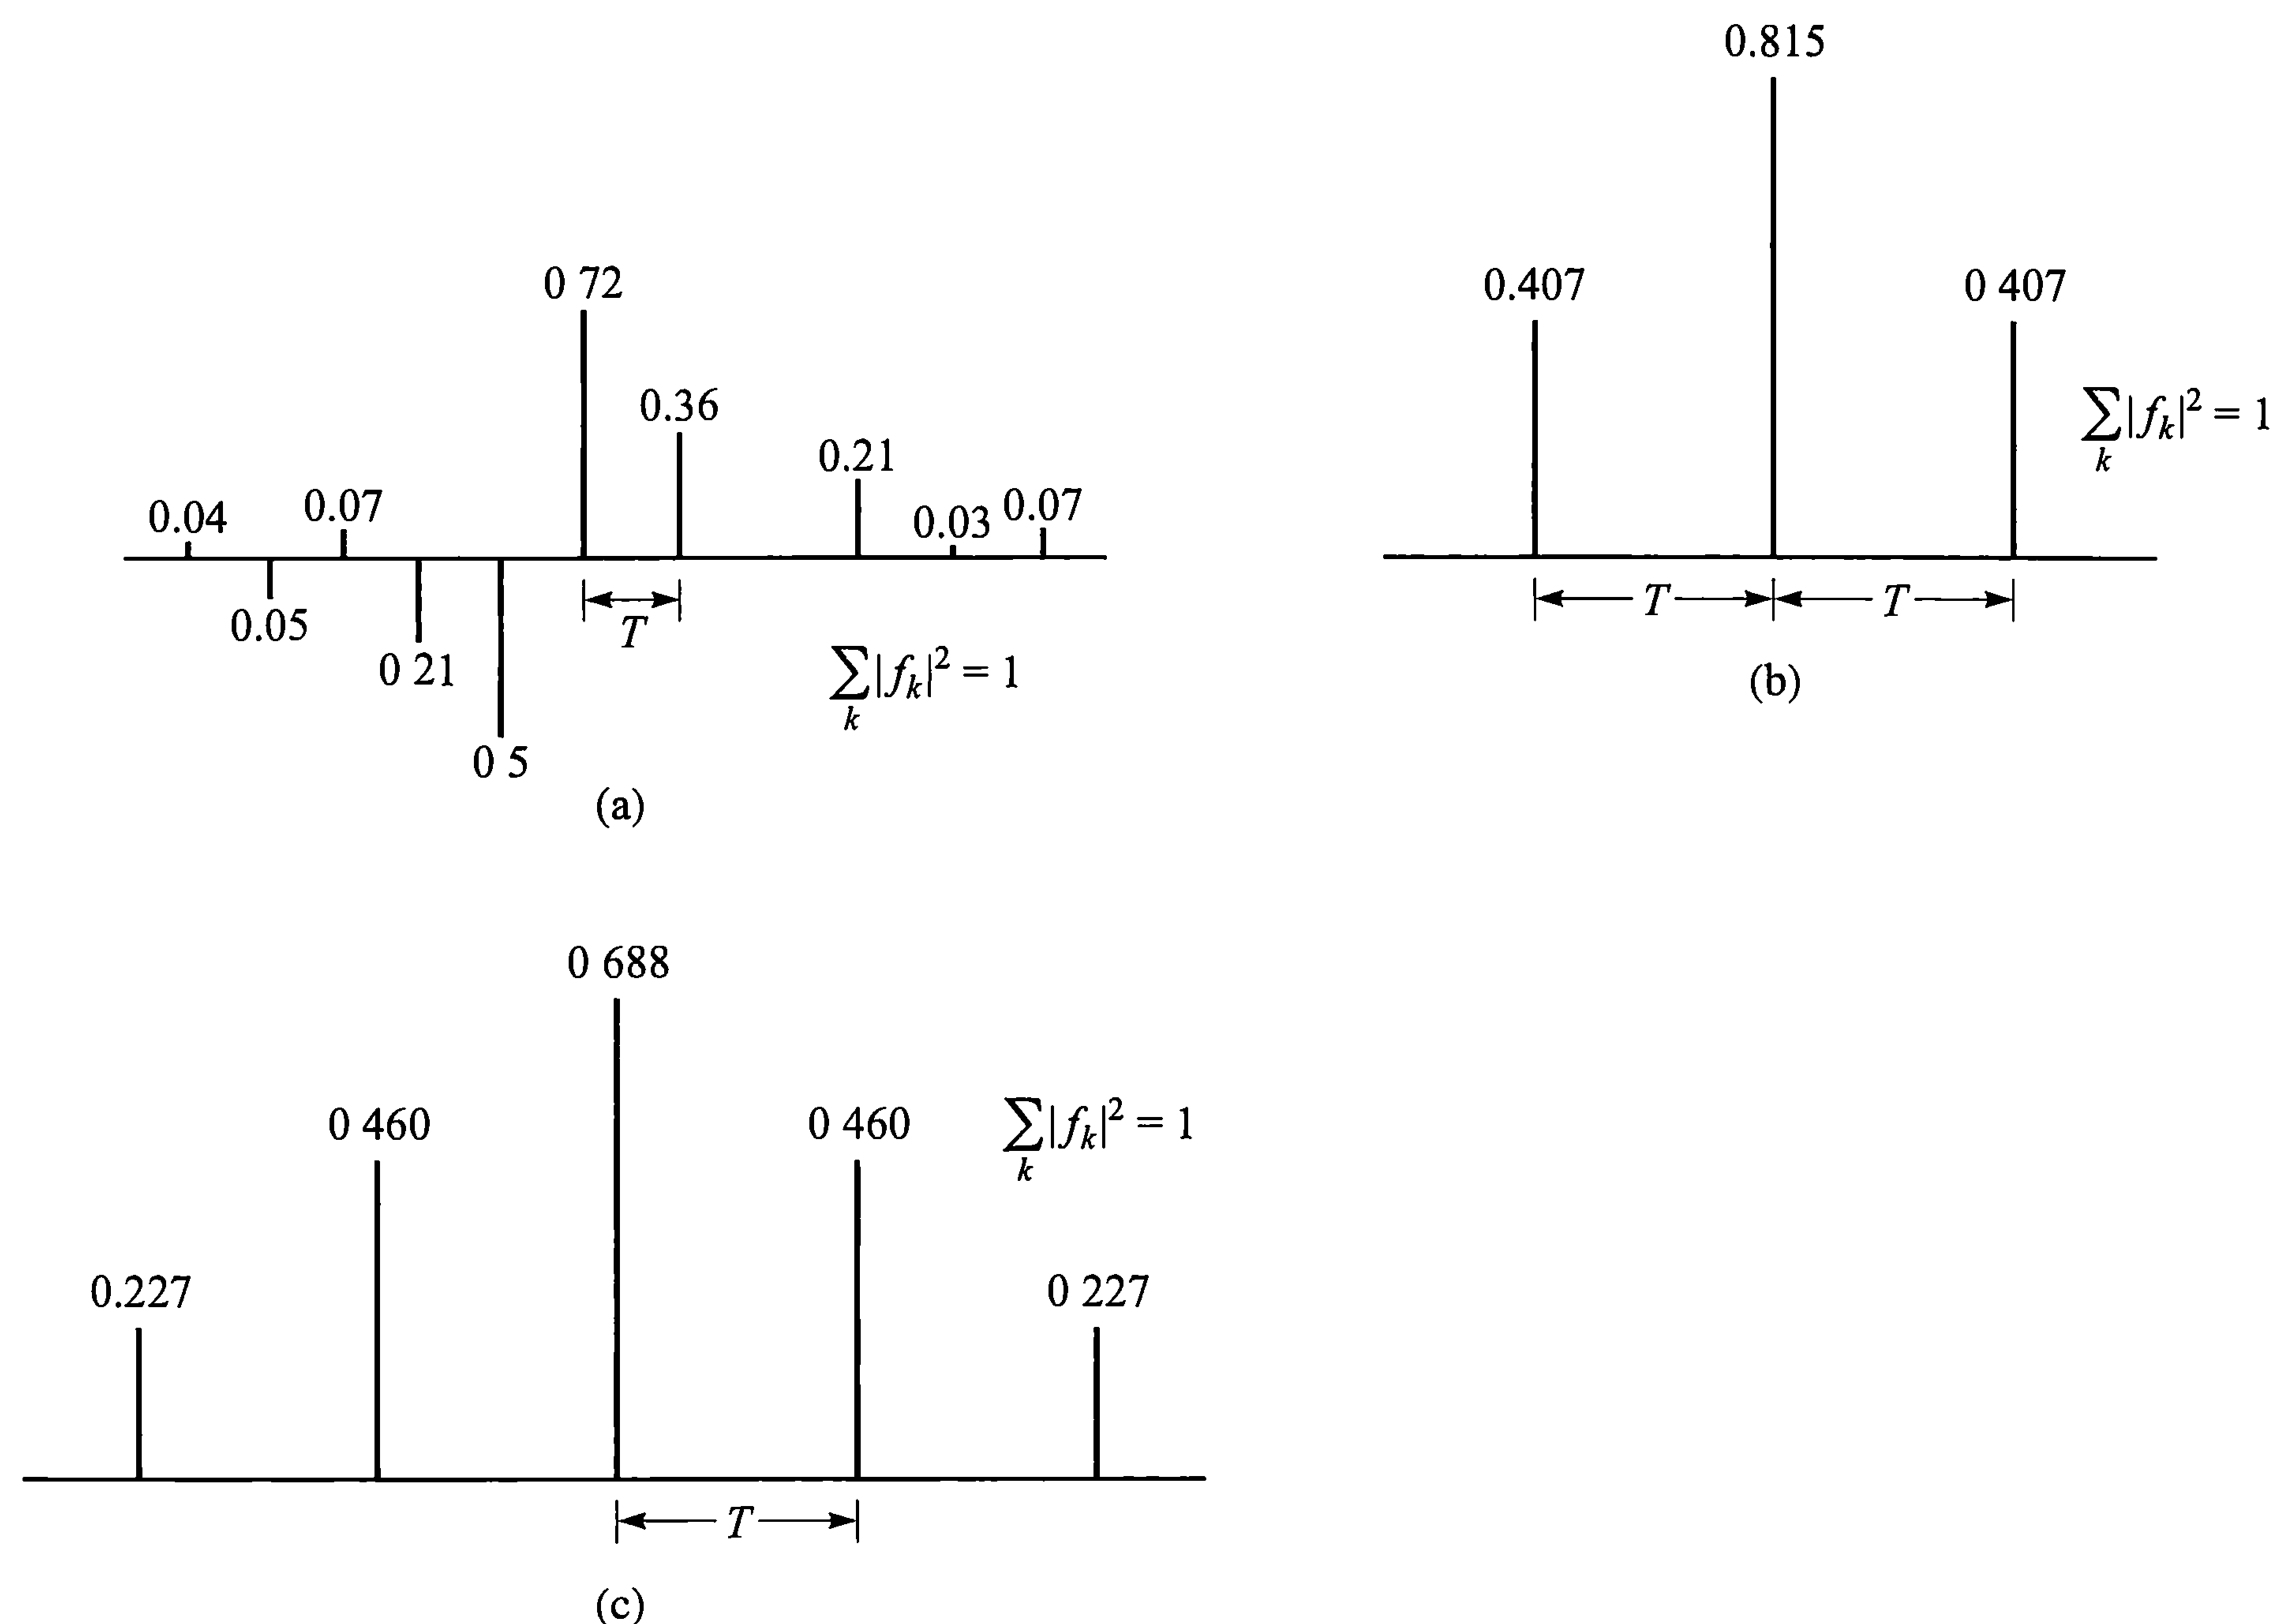 0.815
0.407
0 407
∑|f_k|² = 1
k
T
T
(b)
0 72
0.36
0.21
0.04
0.07
0.03
0.07
0.05
0 21
0 5
T
∑|f_k|² = 1
k
(a)
0 688
0 460
0 460
∑|f_k|² = 1
k
0.227
0 227
T
(c)